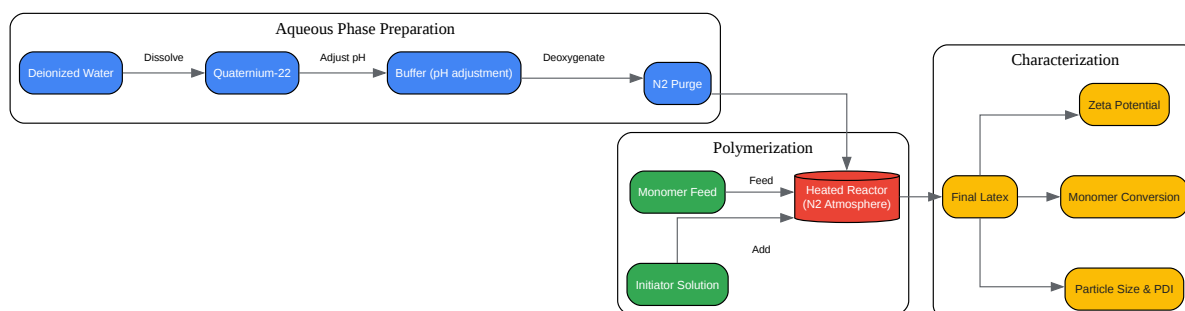 Aqueous Phase Preparation
Deionized Water
Dissolve
Quaternium-22
Adjust pH
Buffer (pH adjustment)
Deoxygenate
N2 Purge
Polymerization
Monomer Feed
Feed
Heated Reactor
(N2 Atmosphere)
Initiator Solution
Add
Characterization
Final Latex
Zeta Potential
Monomer Conversion
Particle Size & PDI